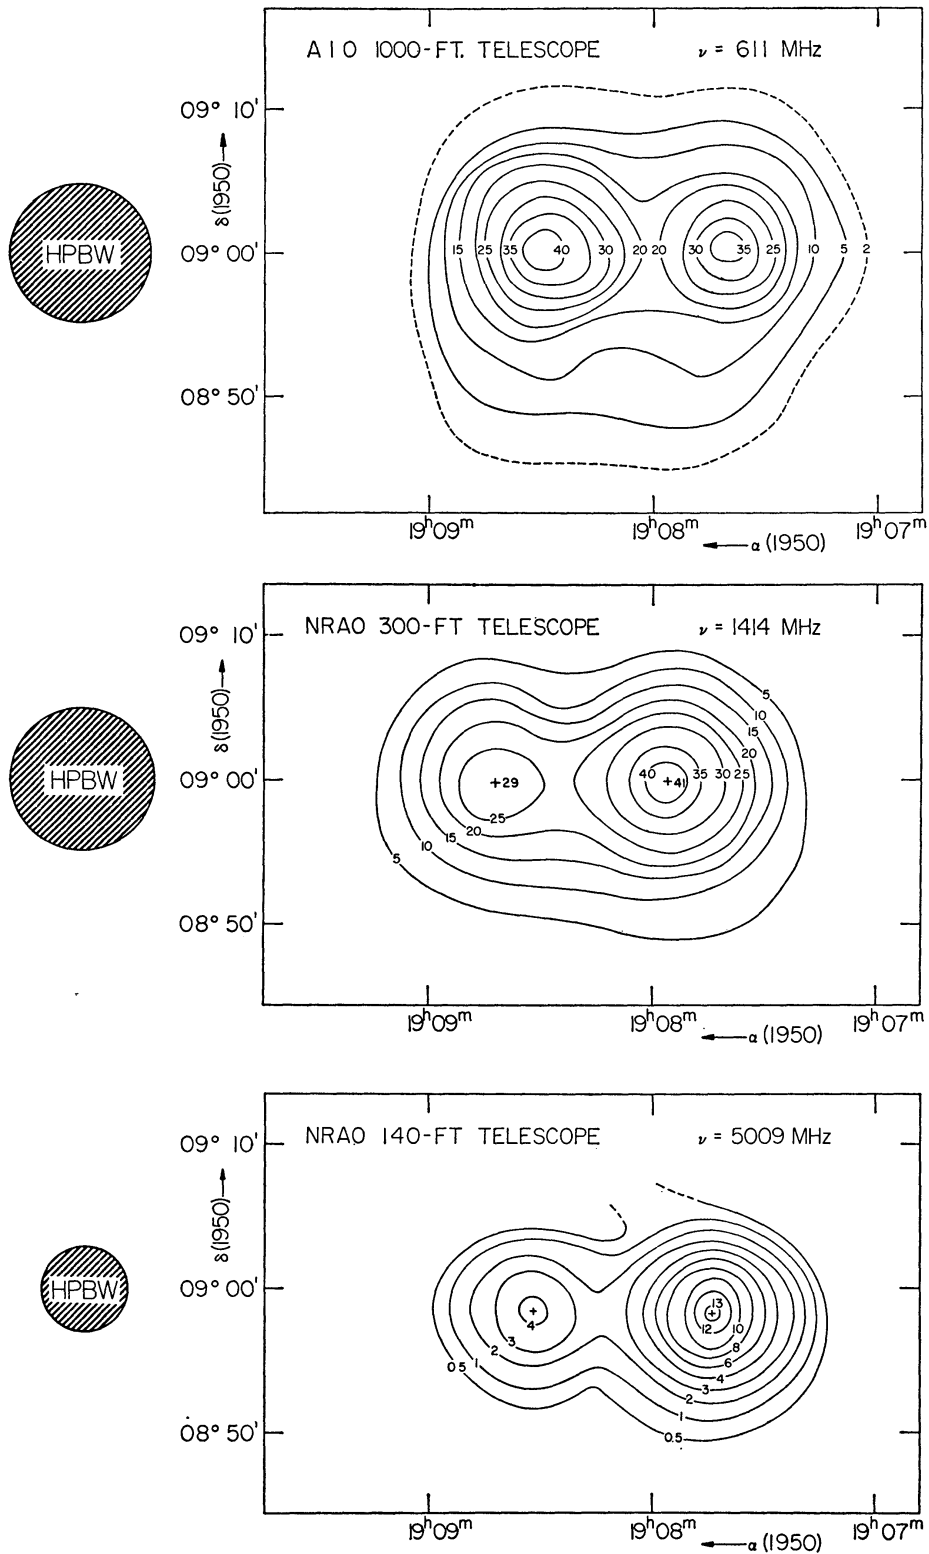 AIO 1000-FT. TELESCOPE ν = 611 MHz
09° 10'
δ(1950) →
HPBW
09° 00'
15 25 35 40 30 20 20 30 35 25 10 5 2
08° 50'
19ʰ09ᵐ 19ʰ08ᵐ 19ʰ07ᵐ
← α (1950)
NRAO 300-FT TELESCOPE ν = 1414 MHz
09° 10'
δ(1950) →
5
10
15
20
HPBW
09° 00'
+29 40 +41 35 30 25
25
20
15
10
5
08° 50'
19ʰ09ᵐ 19ʰ08ᵐ 19ʰ07ᵐ
← α (1950)
NRAO 140-FT TELESCOPE ν = 5009 MHz
09° 10'
δ(1950) →
HPBW
09° 00'
13
+ +
4 12 10
3 8
2 6
0.5 1 4
3
2
1
0.5
08° 50'
19ʰ09ᵐ 19ʰ08ᵐ 19ʰ07ᵐ
← α (1950)